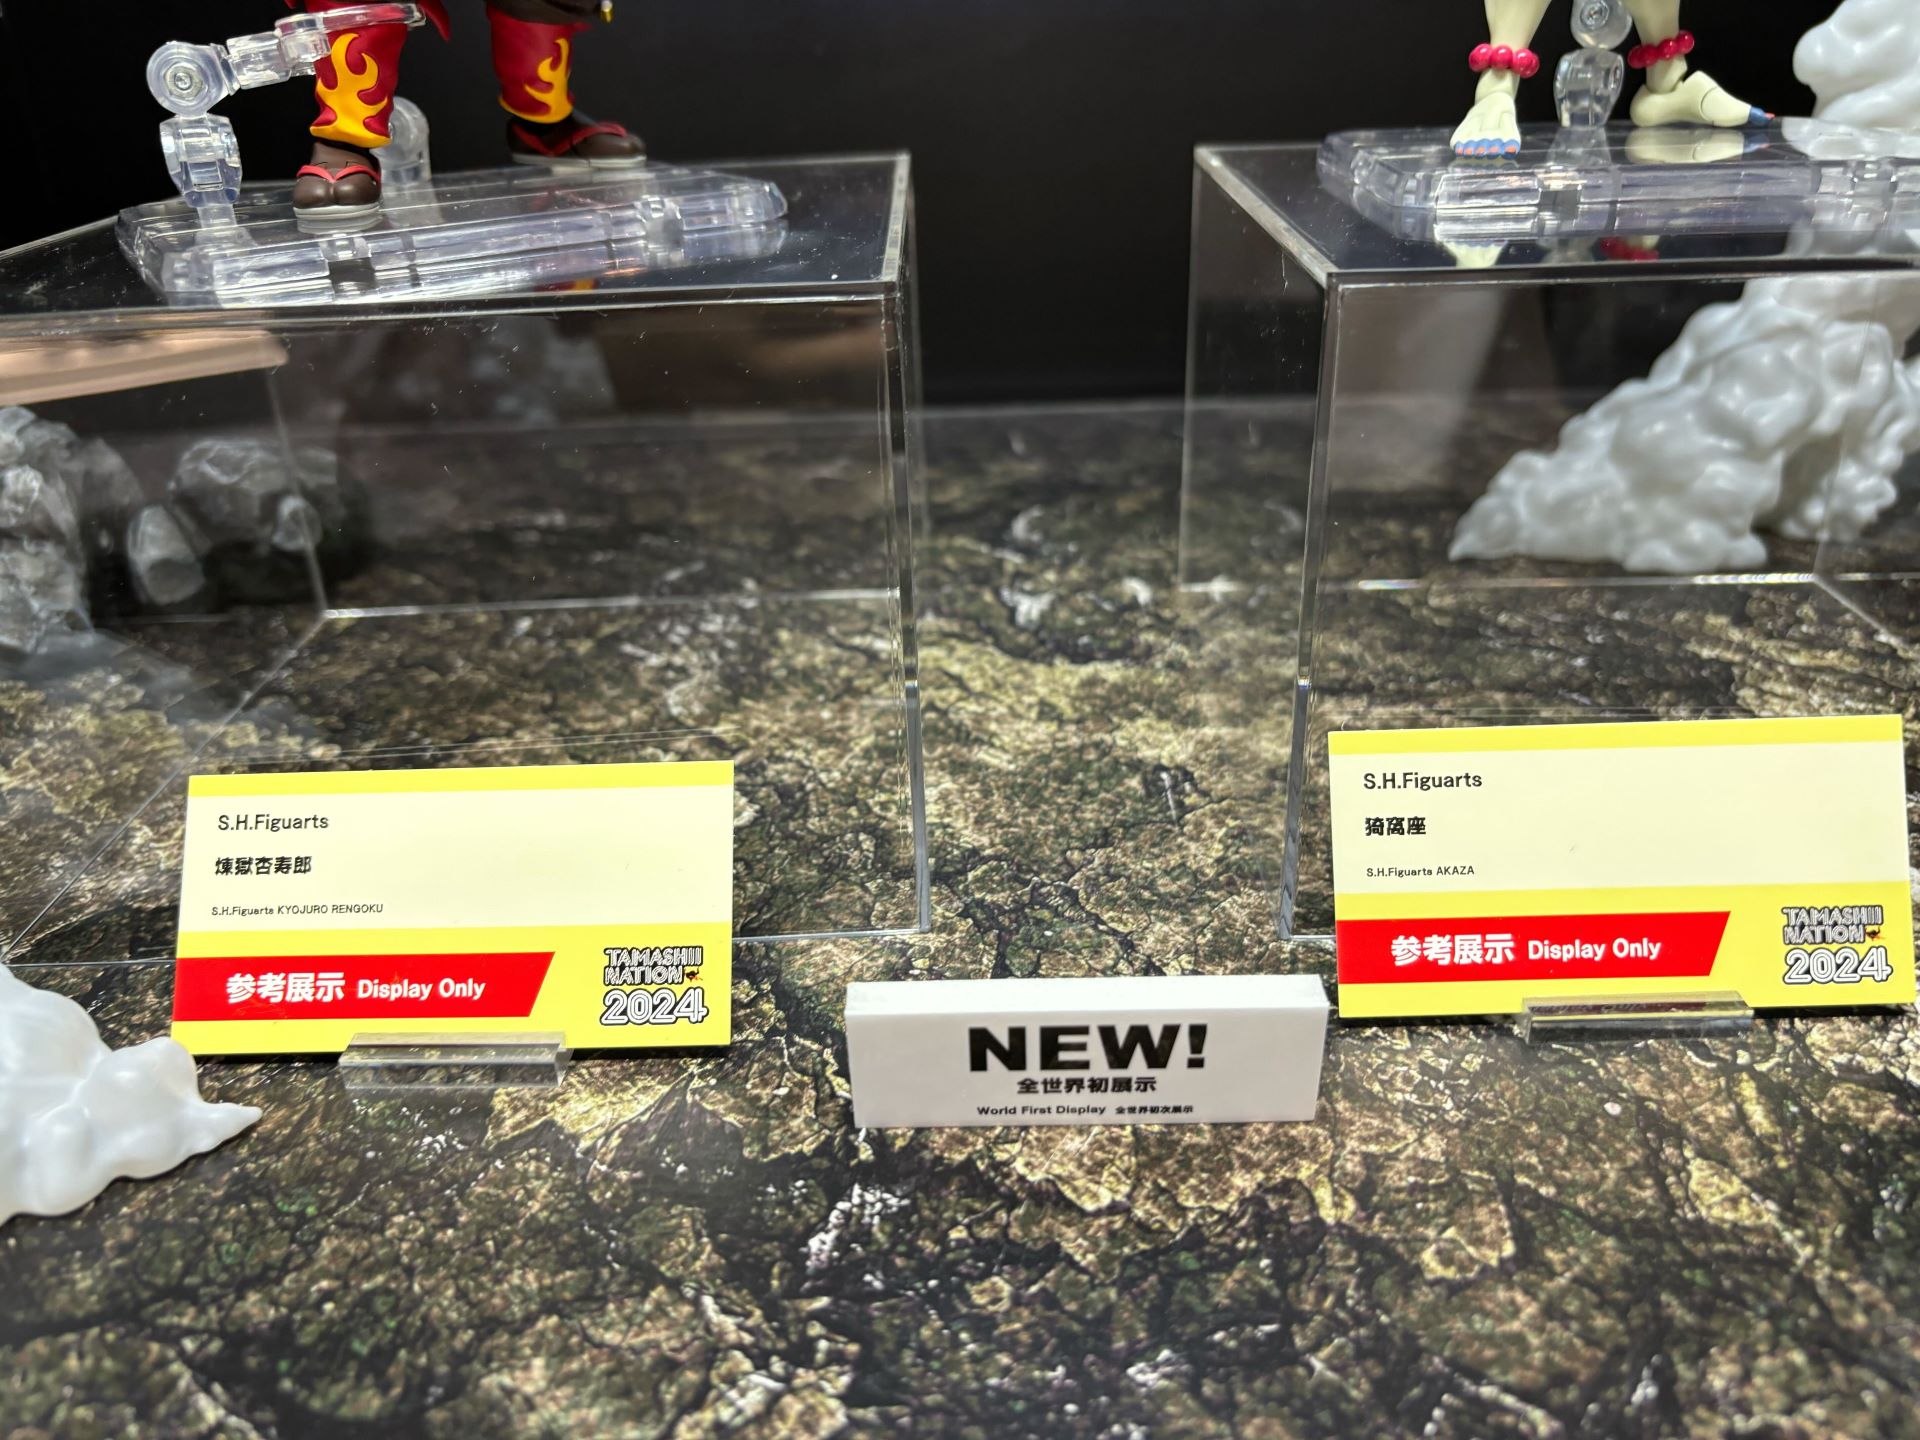 S.H.Figuarts
煉獄杏寿郎
S.H.Figuarts KYOJURO RENGOKU
参考展示 Display Only
TAMASHII
NATION
2024
NEW!
全世界初展示
World First Display 全世界初次展示
S.H.Figuarts
猗窩座
S.H.Figuarts AKAZA
参考展示 Display Only
TAMASHII
NATION
2024